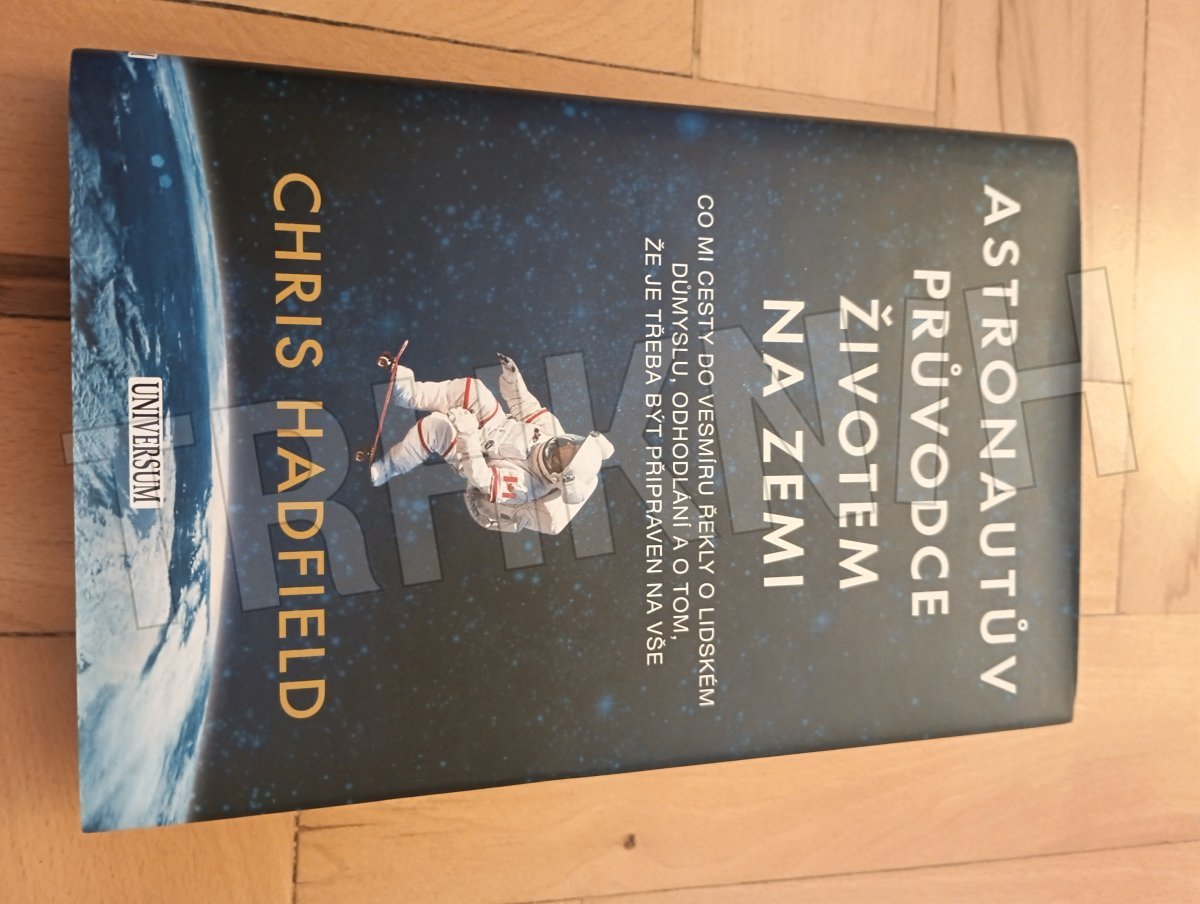 ASTRONAUTŮV
PRŮVODCE
ŽIVOTEM
NA ZEMI
CO MI CESTY DO VESMÍRU ŘEKLY O LIDSKÉM
DŮMYSLU, ODHODLÁNÍ A O TOM,
ŽE JE TŘEBA BÝT PŘIPRAVEN NA VŠE
CHRIS HADFIELD
UNIVERSUM
TRHKNIH